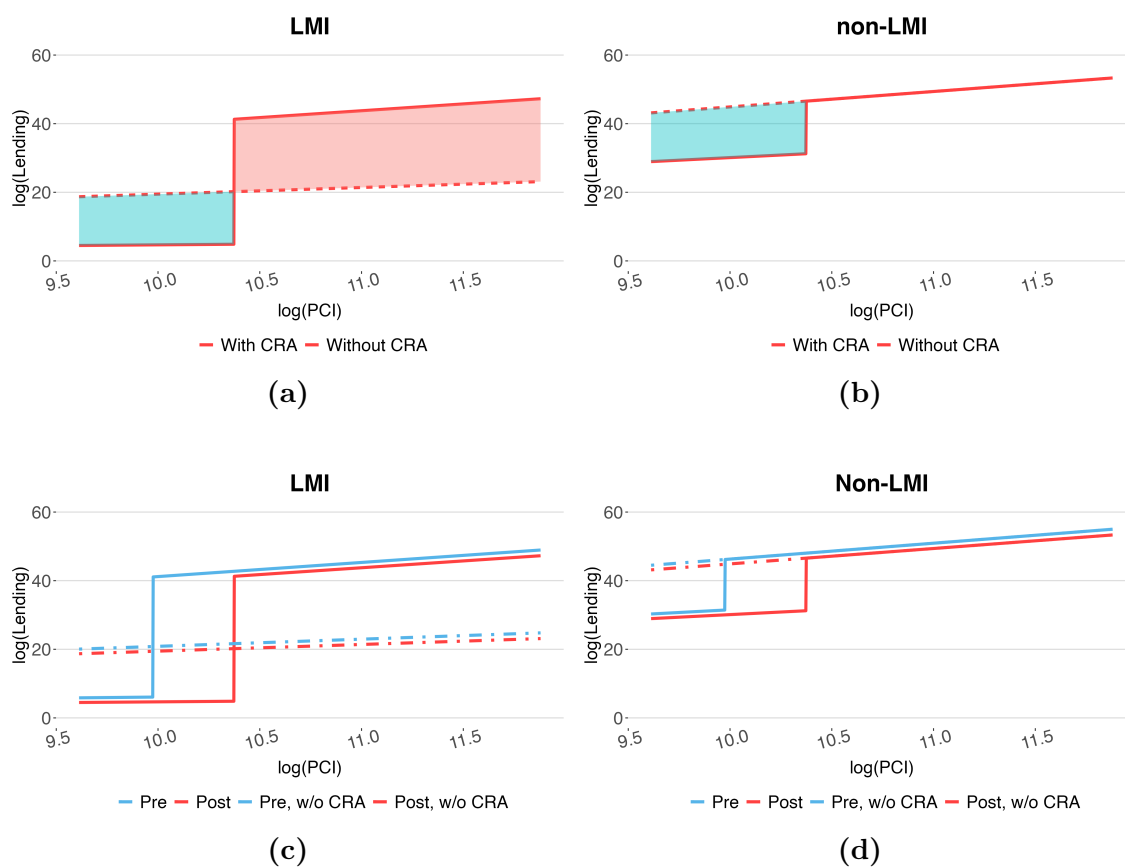 LMI
60
40
20
0
log(Lending)
9.5 10.0 10.5 11.0 11.5
log(PCI)
With CRA Without CRA
(a)
non-LMI
60
40
20
0
log(Lending)
9.5 10.0 10.5 11.0 11.5
log(PCI)
With CRA Without CRA
(b)
LMI
60
40
20
0
log(Lending)
9.5 10.0 10.5 11.0 11.5
log(PCI)
Pre Post Pre, w/o CRA Post, w/o CRA
(c)
Non-LMI
60
40
20
0
log(Lending)
9.5 10.0 10.5 11.0 11.5
log(PCI)
Pre Post Pre, w/o CRA Post, w/o CRA
(d)